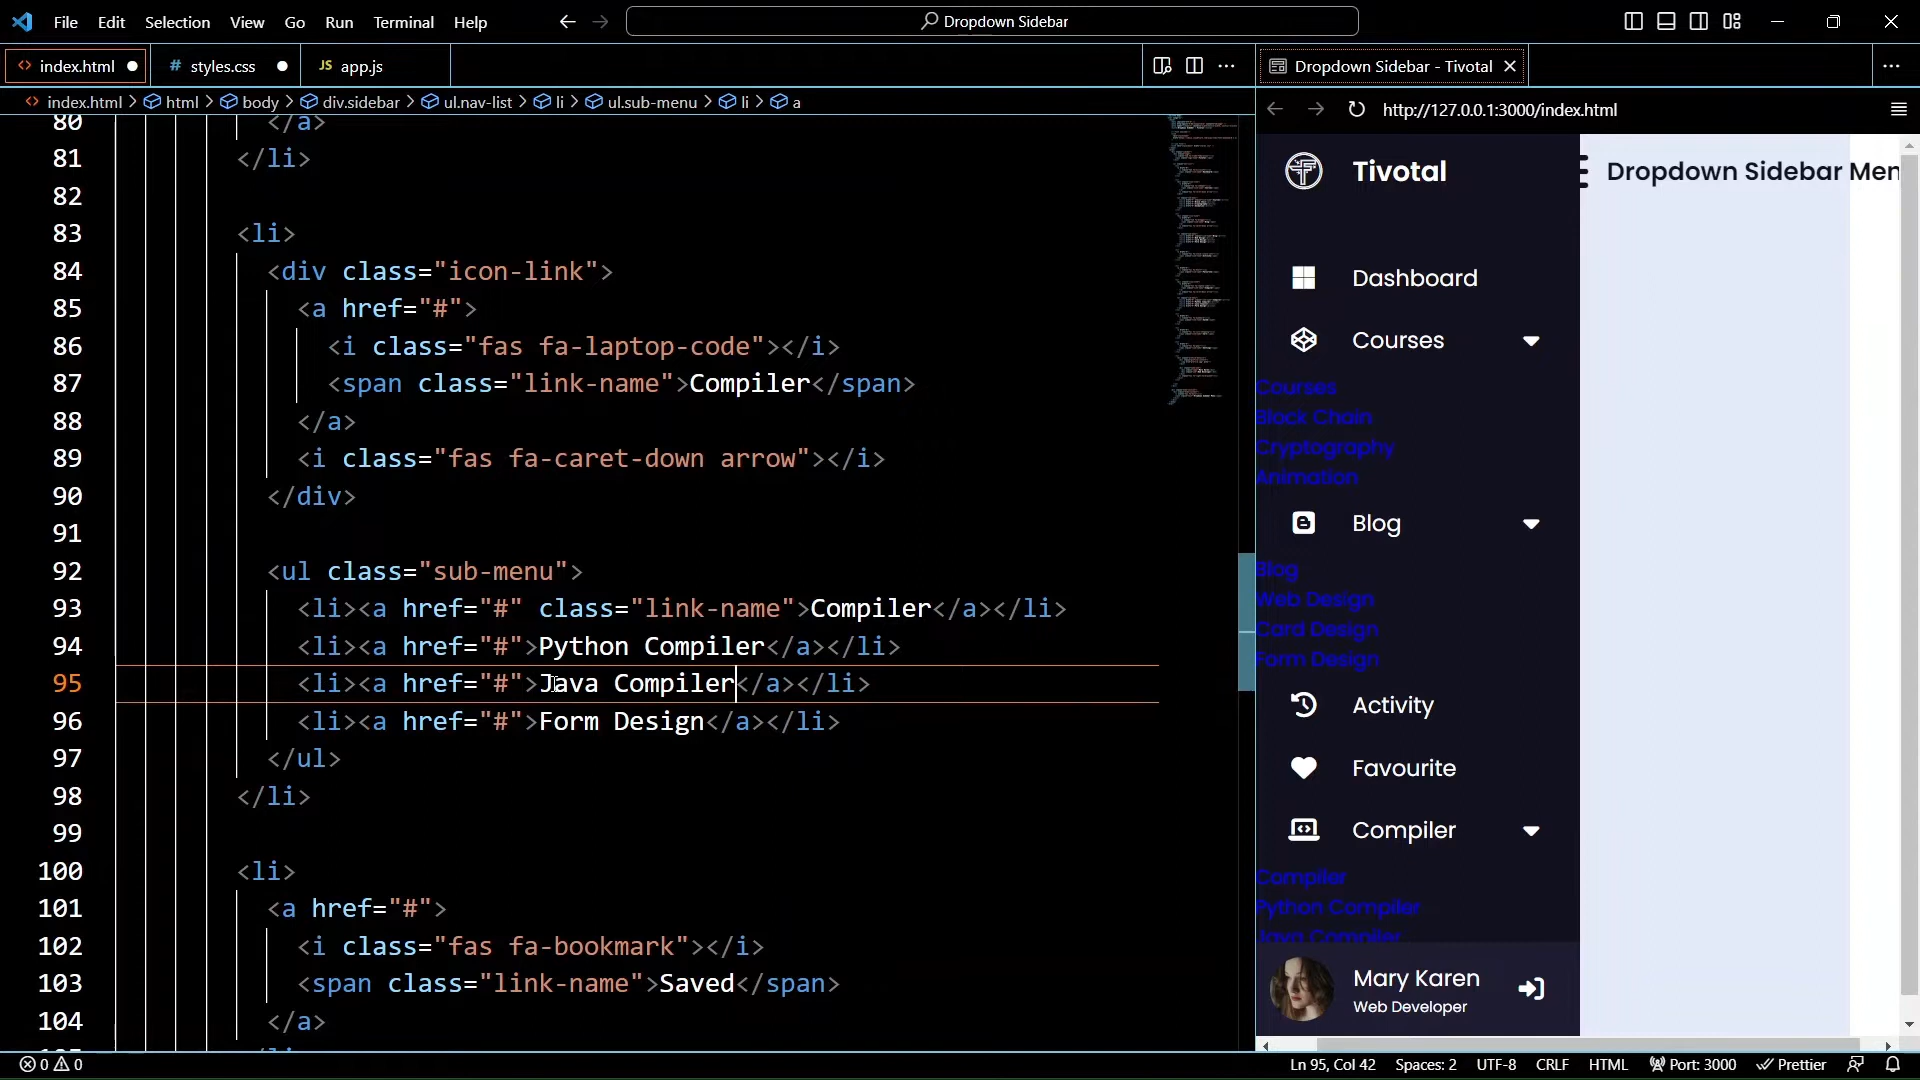 File Edit Selection View Go Run Terminal Help
Dropdown Sidebar
index.html
# styles.css
JS app.js
index.html > html > body > div.sidebar > ul.nav-list > li > ul.sub-menu > li > a
80 </a>
81 </li>
82
83 <li>
84 <div class="icon-link">
85 <a href="#">
86 <i class="fas fa-laptop-code"></i>
87 <span class="link-name">Compiler</span>
88 </a>
89 <i class="fas fa-caret-down arrow"></i>
90 </div>
91
92 <ul class="sub-menu">
93 <li><a href="#" class="link-name">Compiler</a></li>
94 <li><a href="#">Python Compiler</a></li>
95 <li><a href="#">Java Compiler</a></li>
96 <li><a href="#">Form Design</a></li>
97 </ul>
98 </li>
99
100 <li>
101 <a href="#">
102 <i class="fas fa-bookmark"></i>
103 <span class="link-name">Saved</span>
104 </a>
Dropdown Sidebar - Tivotal
http://127.0.0.1:3000/index.html
Tivotal
Dropdown Sidebar Men
Dashboard
Courses
Courses
Block Chain
Cryptography
Animation
Blog
Blog
Web Design
Card Design
Form Design
Activity
Favourite
Compiler
Compiler
Python Compiler
Java Compiler
Mary Karen
Web Developer
0 0
Ln 95, Col 42 Spaces: 2 UTF-8 CRLF HTML Port: 3000 Prettier